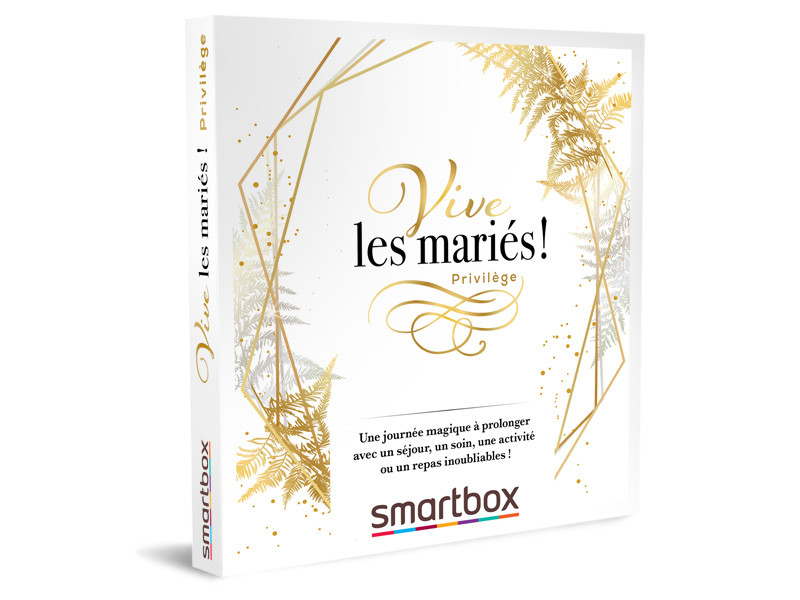 Vive les mariés ! Privilège
smartbox
Vive
les mariés !
Privilège
Une journée magique à prolonger
avec un séjour, un soin, une activité
ou un repas inoubliables !
smartbox